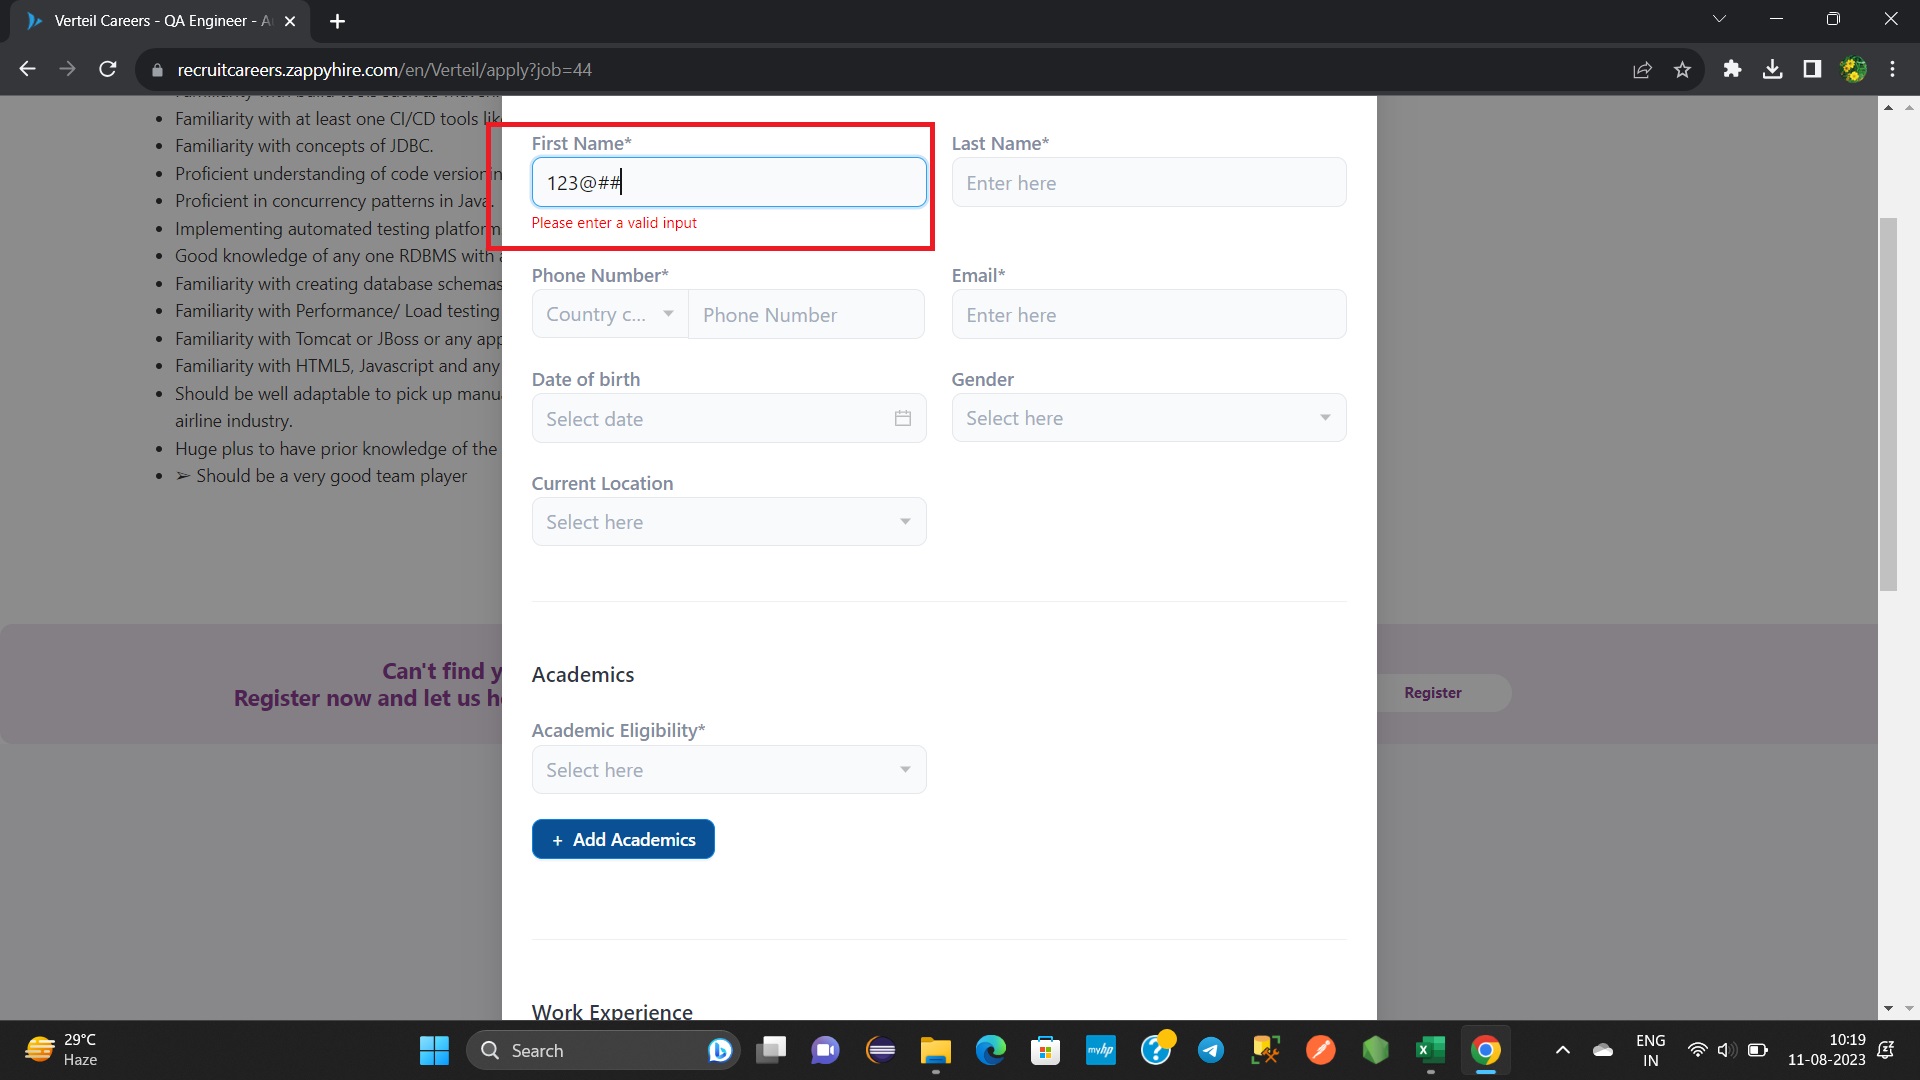 Verteil Careers - QA Engineer - A
recruitcareers.zappyhire.com/en/Verteil/apply?job=44
Familiarity with at least one CI/CD tools lik
Familiarity with concepts of JDBC.
Proficient understanding of code versionin
Proficient in concurrency patterns in Java.
Implementing automated testing platform
Good knowledge of any one RDBMS with a
Familiarity with creating database schemas
Familiarity with Performance/ Load testing
Familiarity with Tomcat or JBoss or any app
Familiarity with HTML5, Javascript and any
Should be well adaptable to pick up manu
airline industry.
Huge plus to have prior knowledge of the
➢ Should be a very good team player
First Name*
123@##
Please enter a valid input
Last Name*
Enter here
Phone Number*
Country c...
Phone Number
Email*
Enter here
Date of birth
Select date
Gender
Select here
Current Location
Select here
Can't find y
Register now and let us h
Register
Academics
Academic Eligibility*
Select here
+ Add Academics
Work Experience
29°C
Haze
Search
myhp
ENG
IN
10:19
11-08-2023